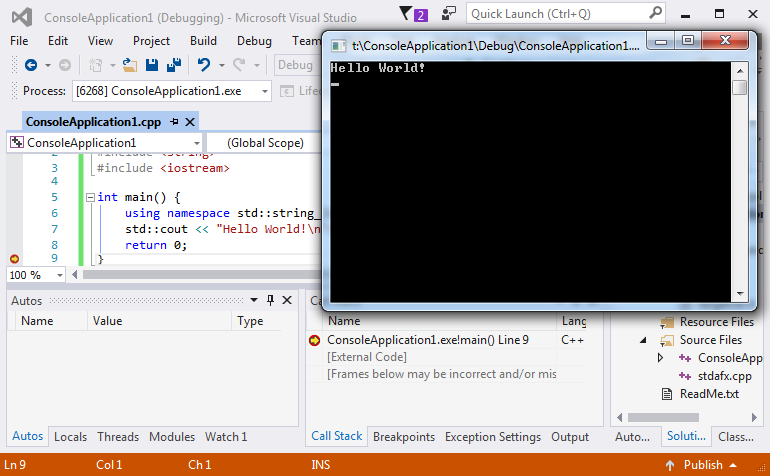 ConsoleApplication1 (Debugging) - Microsoft Visual Studio
2
Quick Launch (Ctrl+Q)
File Edit View Project Build Debug Team
t:\ConsoleApplication1\Debug\ConsoleApplication1....
Hello World!
Debug
Process: [6268] ConsoleApplication1.exe
ConsoleApplication1.cpp
ConsoleApplication1
(Global Scope)
2 #include <string>
3 #include <iostream>
4
5 int main() {
6 using namespace std::string_
7 std::cout << "Hello World!\n
8 return 0;
9 }
100 %
Autos
Name Value Type
Name Lang
ConsoleApplication1.exe!main() Line 9 C++
[External Code]
[Frames below may be incorrect and/or mis
Resource Files
Source Files
ConsoleApp
stdafx.cpp
ReadMe.txt
Autos Locals Threads Modules Watch 1
Call Stack Breakpoints Exception Settings Output
Auto... Soluti... Class...
Ln 9 Col 1 Ch 1 INS Publish